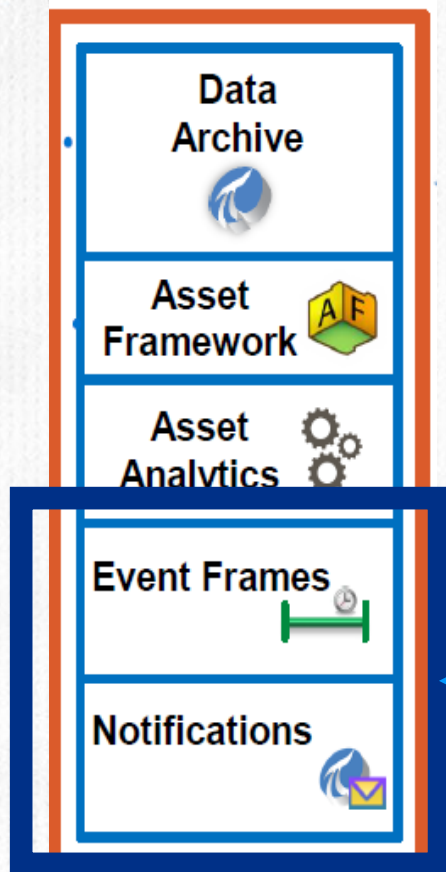 Data
Archive
Asset
Framework
AF
Asset
Analytics
Event Frames
Notifications